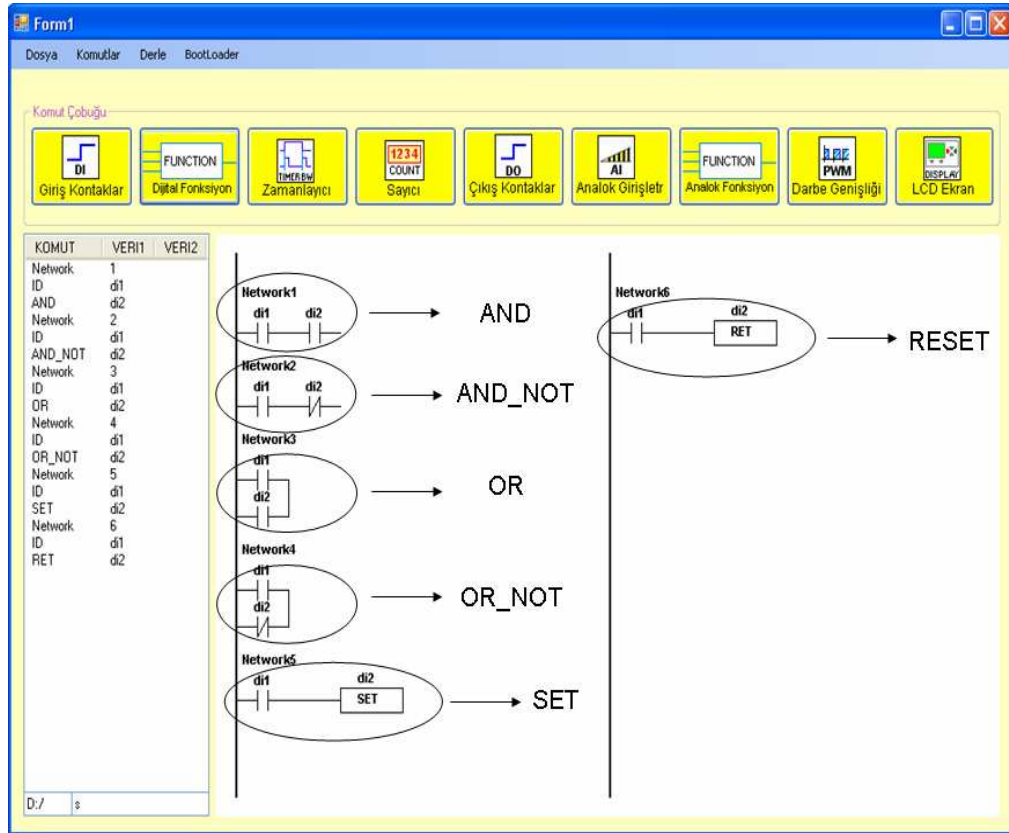 Form1
Dosya Komutlar Derle BootLoader
Komut Çobuğu
DI
Giriş Kontaklar
FUNCTION
Dijital Fonksiyon
TIMER BW
Zamanlayıcı
1234
COUNT
Sayıcı
DO
Çıkış Kontaklar
AI
Analok Girişletr
FUNCTION
Analok Fonksiyon
PWM
Darbe Genişliği
DISPLAY
LCD Ekran
KOMUT VERI1 VERI2
Network 1
ID di1
AND di2
Network 2
ID di1
AND_NOT di2
Network 3
ID di1
OR di2
Network 4
ID di1
OR_NOT di2
Network 5
ID di1
SET di2
Network 6
ID di1
RET di2
D:/ s
Network1
di1 di2
AND
Network2
di1 di2
AND_NOT
Network3
di1
di2
OR
Network4
di1
di2
OR_NOT
Network5
di1 di2
SET
SET
Network6
di1 di2
RET
RESET